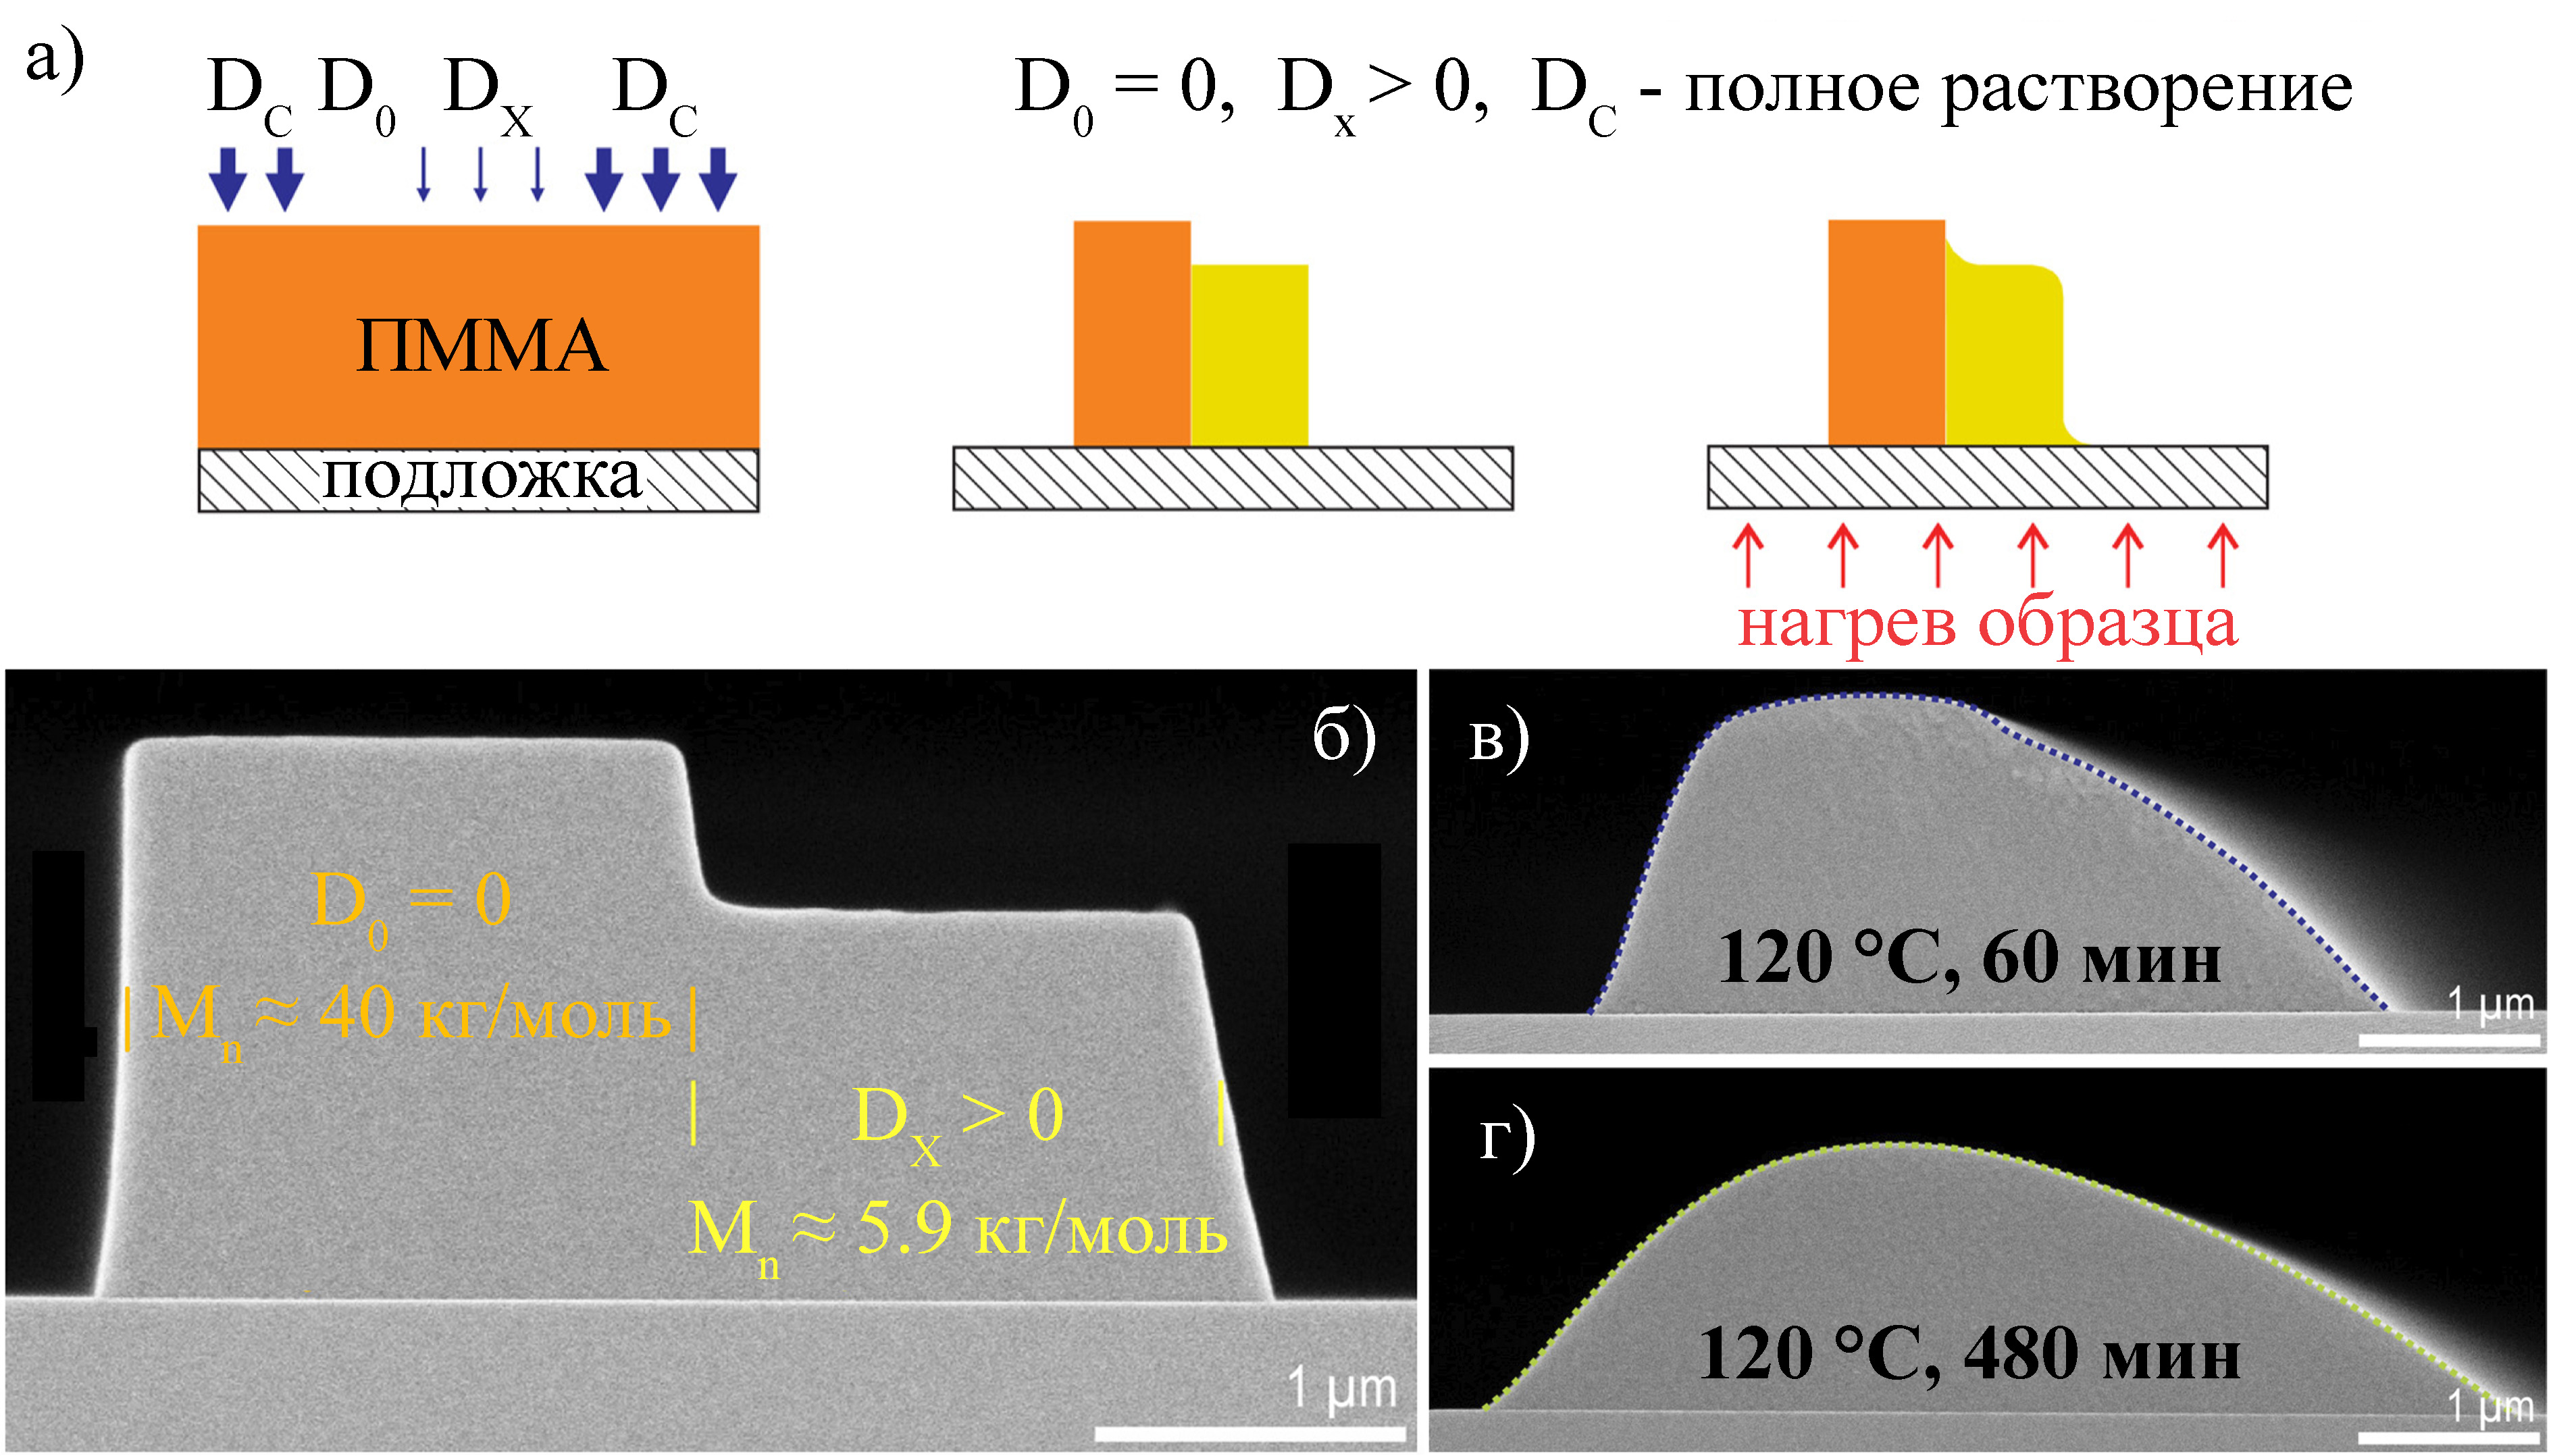 а)
D_C D_0 D_X D_C
D_0 = 0, D_x > 0, D_C - полное растворение
ПММА
подложка
нагрев образца
б)
D_0 = 0
M_n ≈ 40 кг/моль
D_X > 0
M_n ≈ 5.9 кг/моль
1 µm
в)
120 °C, 60 мин
1 µm
г)
120 °C, 480 мин
1 µm